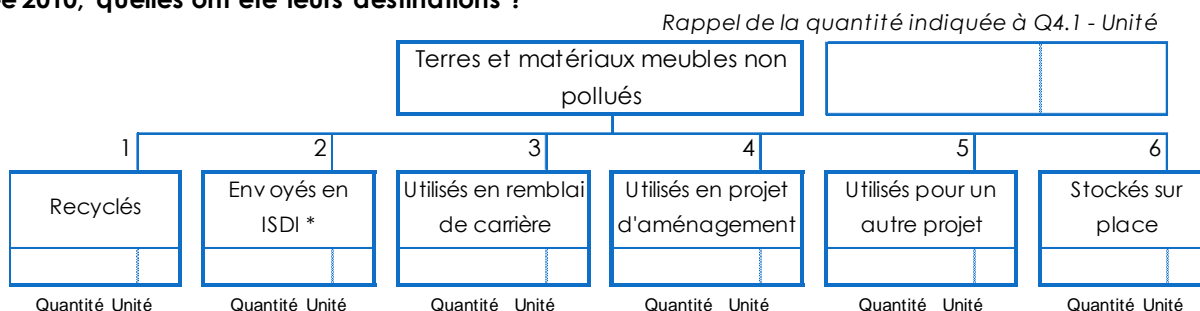 e 2010, quelles ont été leurs destinations ?
Rappel de la quantité indiquée à Q4.1 - Unité
Terres et matériaux meubles non
pollués
1 2 3 4 5 6
Recyclés
Envoyés en
ISDI *
Utilisés en remblai
de carrière
Utilisés en projet
d'aménagement
Utilisés pour un
autre projet
Stockés sur
place
Quantité Unité Quantité Unité Quantité Unité Quantité Unité Quantité Unité Quantité Unité